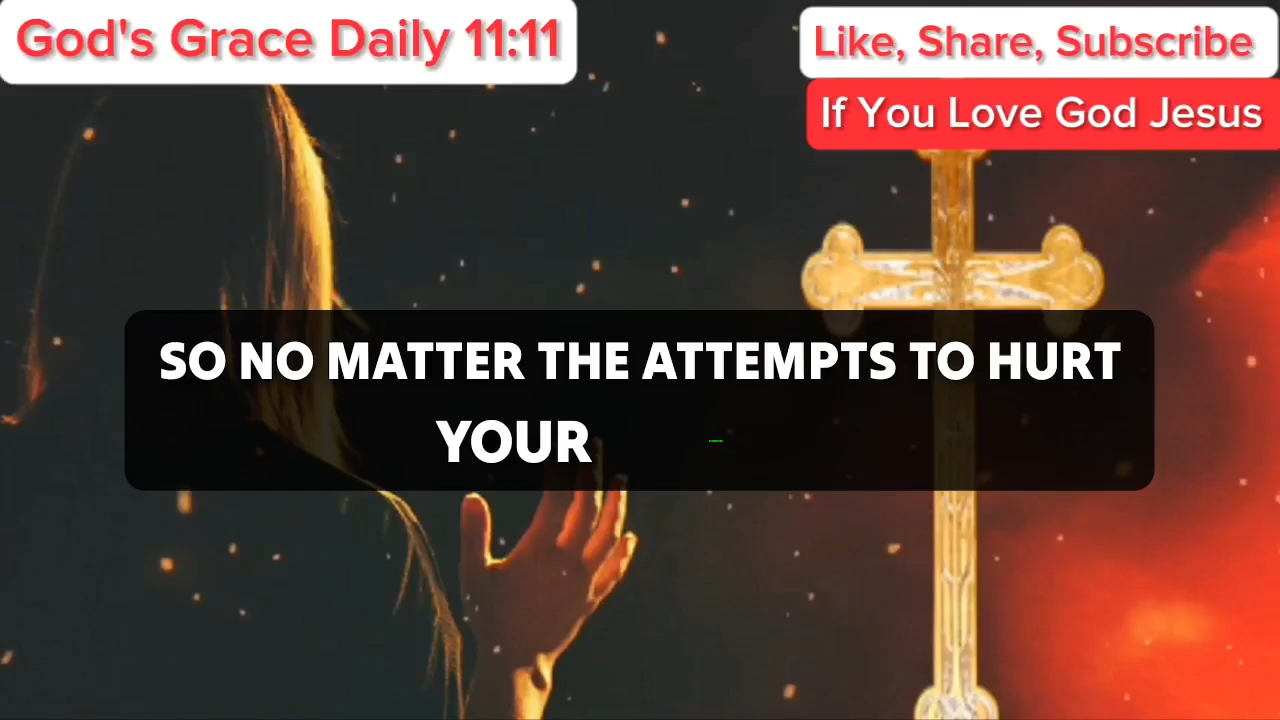 God's Grace Daily 11:11
Like, Share, Subscribe
If You Love God Jesus
SO NO MATTER THE ATTEMPTS TO HURT
YOUR